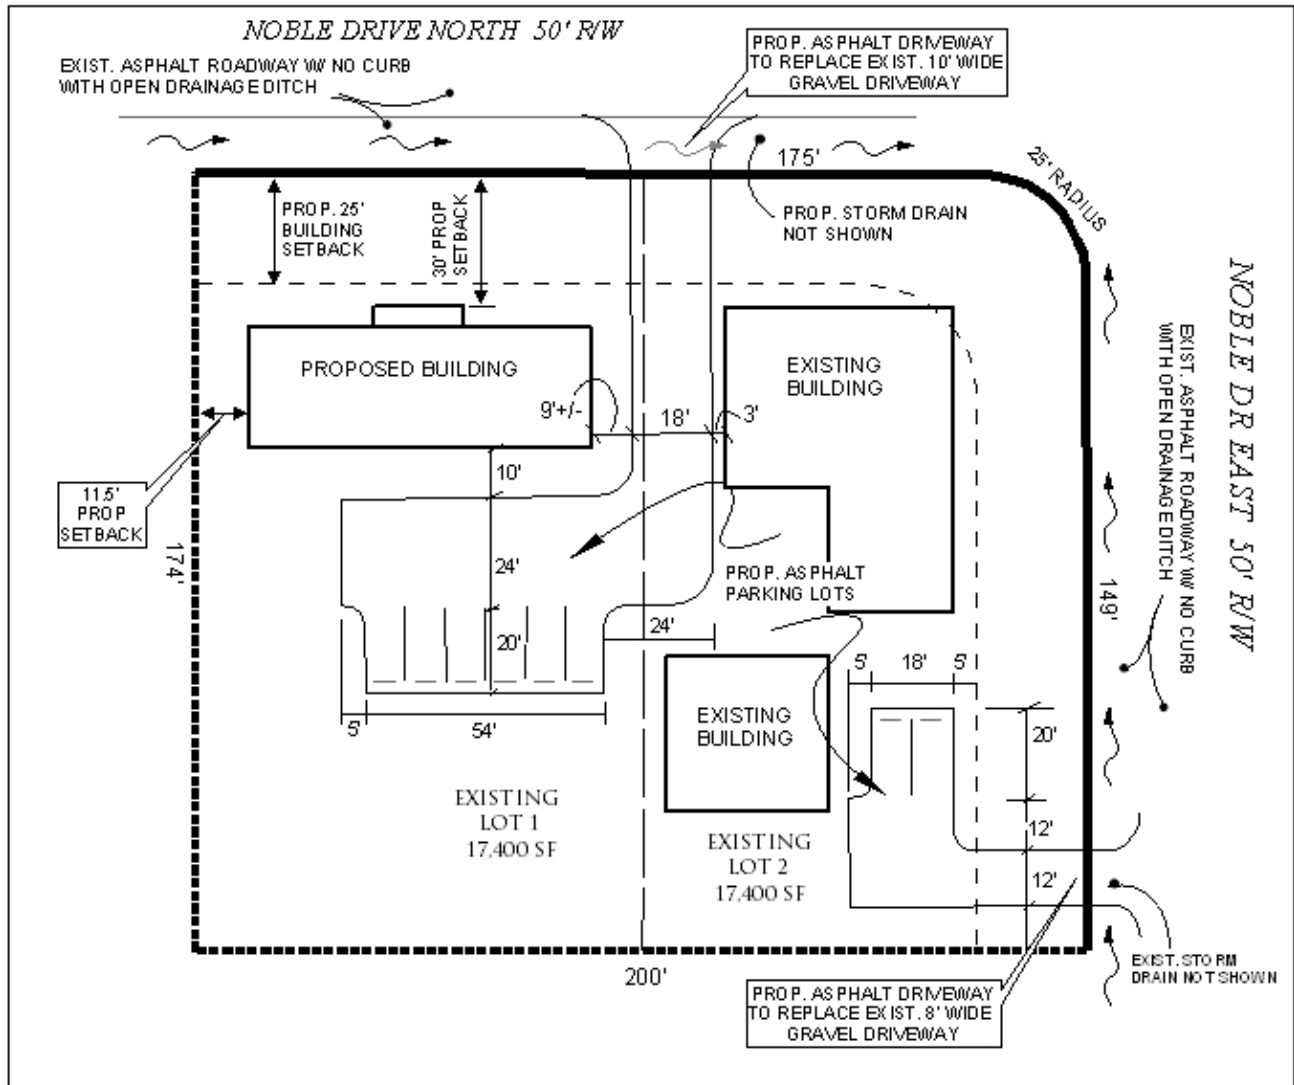 NOBLE DRIVE NORTH 50' R/W
EXIST. ASPHALT ROADWAY W/ NO CURB
WITH OPEN DRAINAGE DITCH
PROP. ASPHALT DRIVEWAY
TO REPLACE EXIST. 10' WIDE
GRAVEL DRIVEWAY
175'
25' RADIUS
PROP. 25'
BUILDING
SETBACK
30' PROP
SETBACK
PROP. STORM DRAIN
NOT SHOWN
NOBLE DR EAST 50' R/W
EXIST. ASPHALT ROADWAY W/ NO CURB
WITH OPEN DRAINAGE DITCH
PROPOSED BUILDING
EXISTING
BUILDING
9'+/-
18'
3'
11.5'
PROP
SETBACK
10'
174'
24'
PROP. ASPHALT
PARKING LOTS
149'
20'
24'
5'
18'
5'
5'
54'
EXISTING
BUILDING
20'
EXISTING
LOT 1
17,400 SF
EXISTING
LOT 2
17,400 SF
12'
12'
200'
EXIST. STORM
DRAIN NOT SHOWN
PROP. ASPHALT DRIVEWAY
TO REPLACE EXIST. 8' WIDE
GRAVEL DRIVEWAY